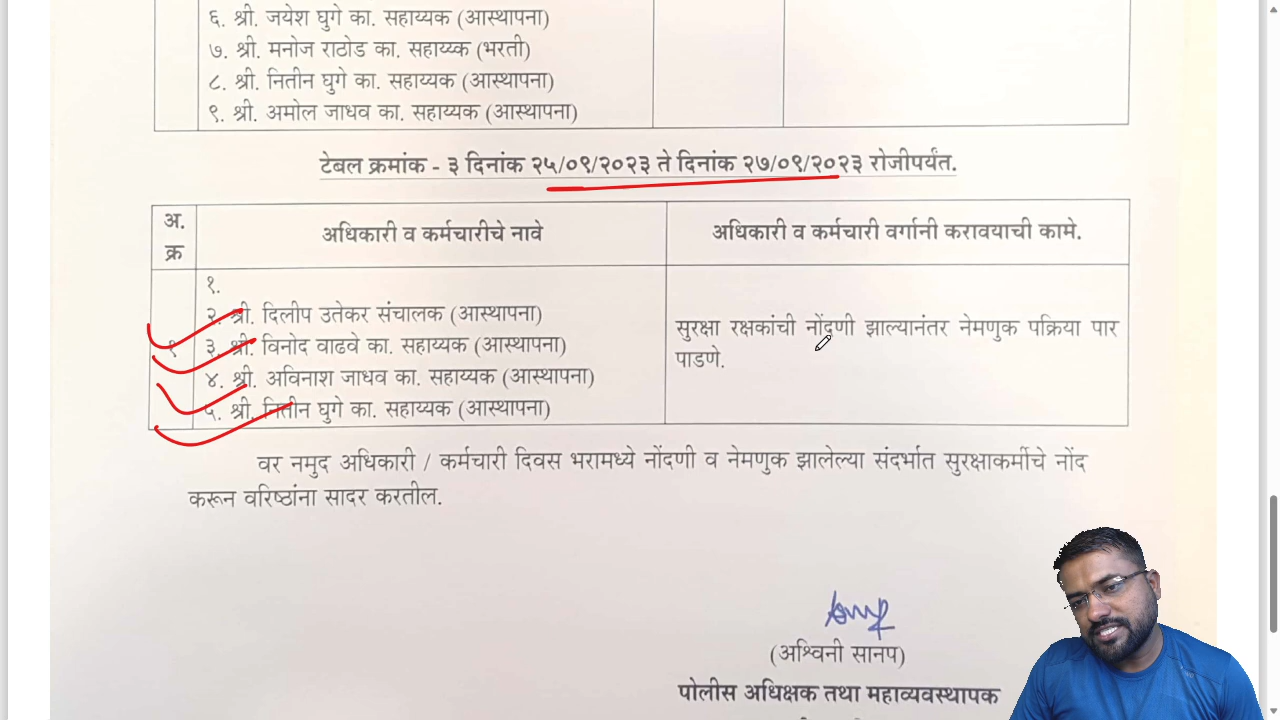 ६. श्री. जयेश घुगे का. सहाय्यक (आस्थापना)
७. श्री. मनोज राठोड का. सहाय्य्क (भरती)
८. श्री. नितीन घुगे का. सहाय्यक (आस्थापना)
९. श्री. अमोल जाधव का. सहाय्यक (आस्थापना)
टेबल क्रमांक - ३ दिनांक २५/०९/२०२३ ते दिनांक २७/०९/२०२३ रोजीपर्यंत.
अ.
क्र
अधिकारी व कर्मचारीचे नावे
अधिकारी व कर्मचारी वर्गानी करावयाची कामे.
१
१.
२. श्री. दिलीप उतेकर संचालक (आस्थापना)
३. श्री. विनोद वाढवे का. सहाय्यक (आस्थापना)
४. श्री. अविनाश जाधव का. सहाय्यक (आस्थापना)
५. श्री. नितीन घुगे का. सहाय्यक (आस्थापना)
सुरक्षा रक्षकांची नोंदणी झाल्यानंतर नेमणुक पक्रिया पार
पाडणे.
वर नमुद अधिकारी / कर्मचारी दिवस भरामध्ये नोंदणी व नेमणुक झालेल्या संदर्भात सुरक्षाकर्मीचे नोंद
करून वरिष्ठांना सादर करतील.
(अश्विनी सानप)
पोलीस अधिक्षक तथा महाव्यवस्थापक